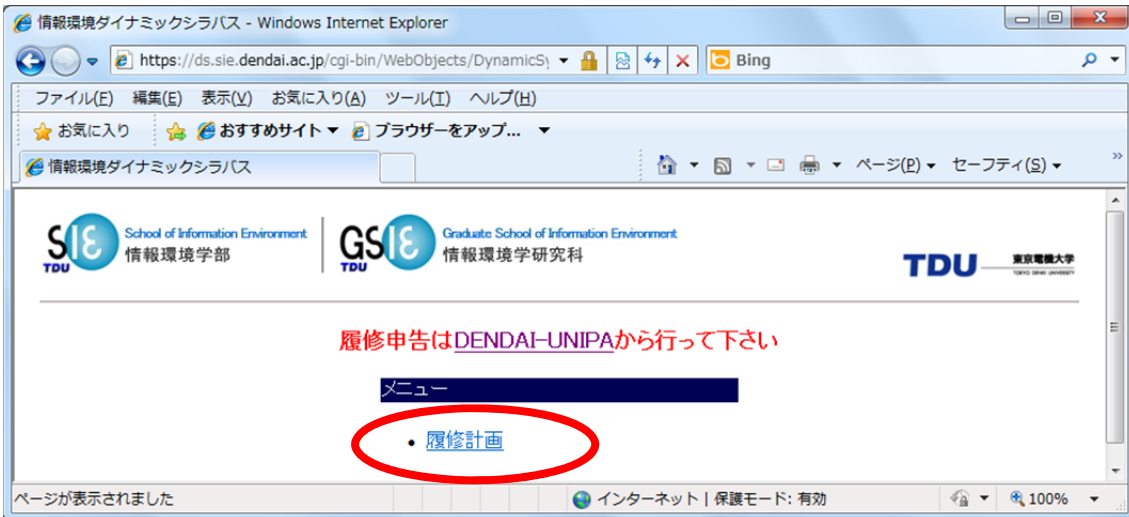 情報環境ダイナミックシラバス - Windows Internet Explorer
https://ds.sie.dendai.ac.jp/cgi-bin/WebObjects/DynamicSy
Bing
ファイル(F) 編集(E) 表示(V) お気に入り(A) ツール(T) ヘルプ(H)
お気に入り おすすめサイト ブラウザーをアップ...
情報環境ダイナミックシラバス ページ(P) セーフティ(S) »
SIE TDU School of Information Environment 情報環境学部
GSIE TDU Graduate School of Information Environment 情報環境学研究科
TDU 東京電機大学 TOKYO DENKI UNIVERSITY
履修申告はDENDAI-UNIPAから行って下さい
メニュー
• 履修計画
ページが表示されました インターネット | 保護モード: 有効 100%